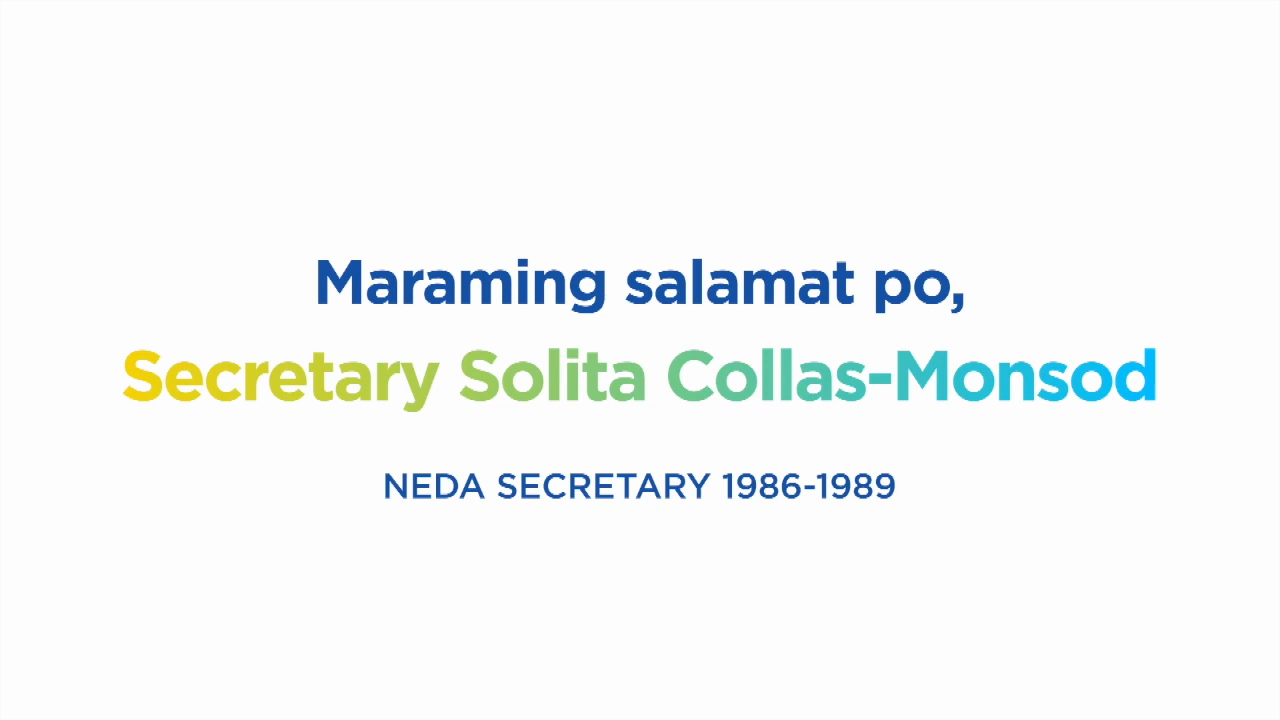 Maraming salamat po,
Secretary Solita Collas-Monsod
NEDA SECRETARY 1986-1989